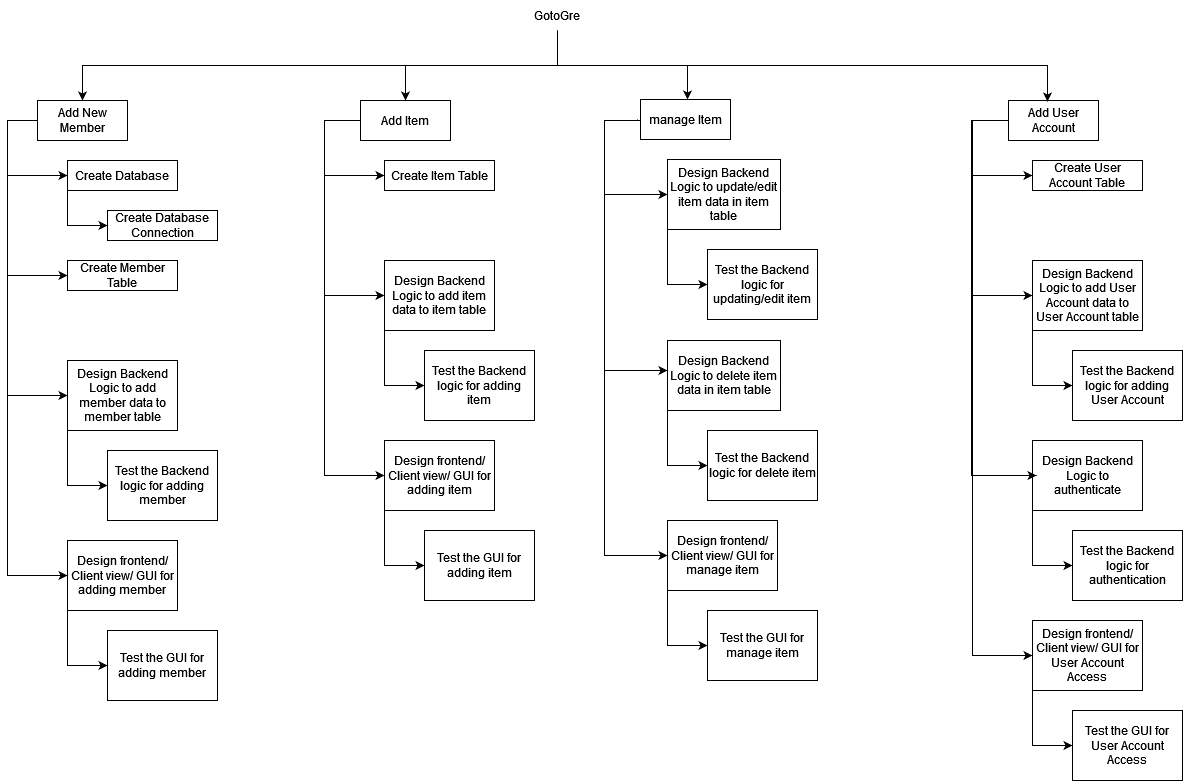 GotoGre
Add New
Member
Create Database
Create Database
Connection
Create Member
Table
Design Backend
Logic to add
member data to
member table
Test the Backend
logic for adding
member
Design frontend/
Client view/ GUI for
adding member
Test the GUI for
adding member
Add Item
Create Item Table
Design Backend
Logic to add item
data to item table
Test the Backend
logic for adding
item
Design frontend/
Client view/ GUI for
adding item
Test the GUI for
adding item
manage Item
Design Backend
Logic to update/edit
item data in item
table
Test the Backend
logic for
updating/edit item
Design Backend
Logic to delete item
data in item table
Test the Backend
logic for delete item
Design frontend/
Client view/ GUI for
manage item
Test the GUI for
manage item
Add User
Account
Create User
Account Table
Design Backend
Logic to add User
Account data to
User Account table
Test the Backend
logic for adding
User Account
Design Backend
Logic to
authenticate
Test the Backend
logic for
authentication
Design frontend/
Client view/ GUI for
User Account
Access
Test the GUI for
User Account
Access